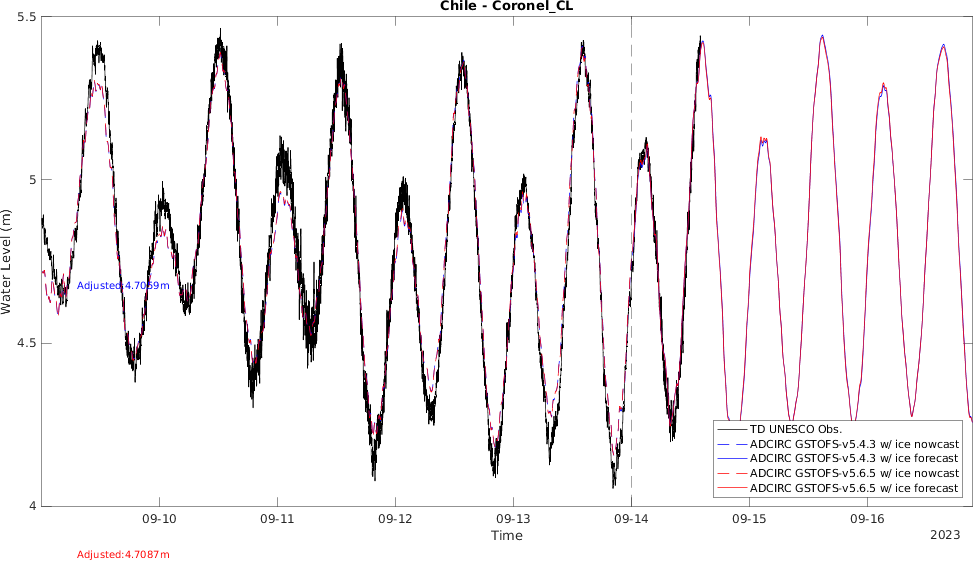 Chile - Coronel_CL
5.5
5
4.5
4
Water Level (m)
Adjusted:4.7059m
TD UNESCO Obs.
ADCIRC GSTOFS-v5.4.3 w/ ice nowcast
ADCIRC GSTOFS-v5.4.3 w/ ice forecast
ADCIRC GSTOFS-v5.6.5 w/ ice nowcast
ADCIRC GSTOFS-v5.6.5 w/ ice forecast
09-10 09-11 09-12 09-13 09-14 09-15 09-16
Time
2023
Adjusted:4.7087m